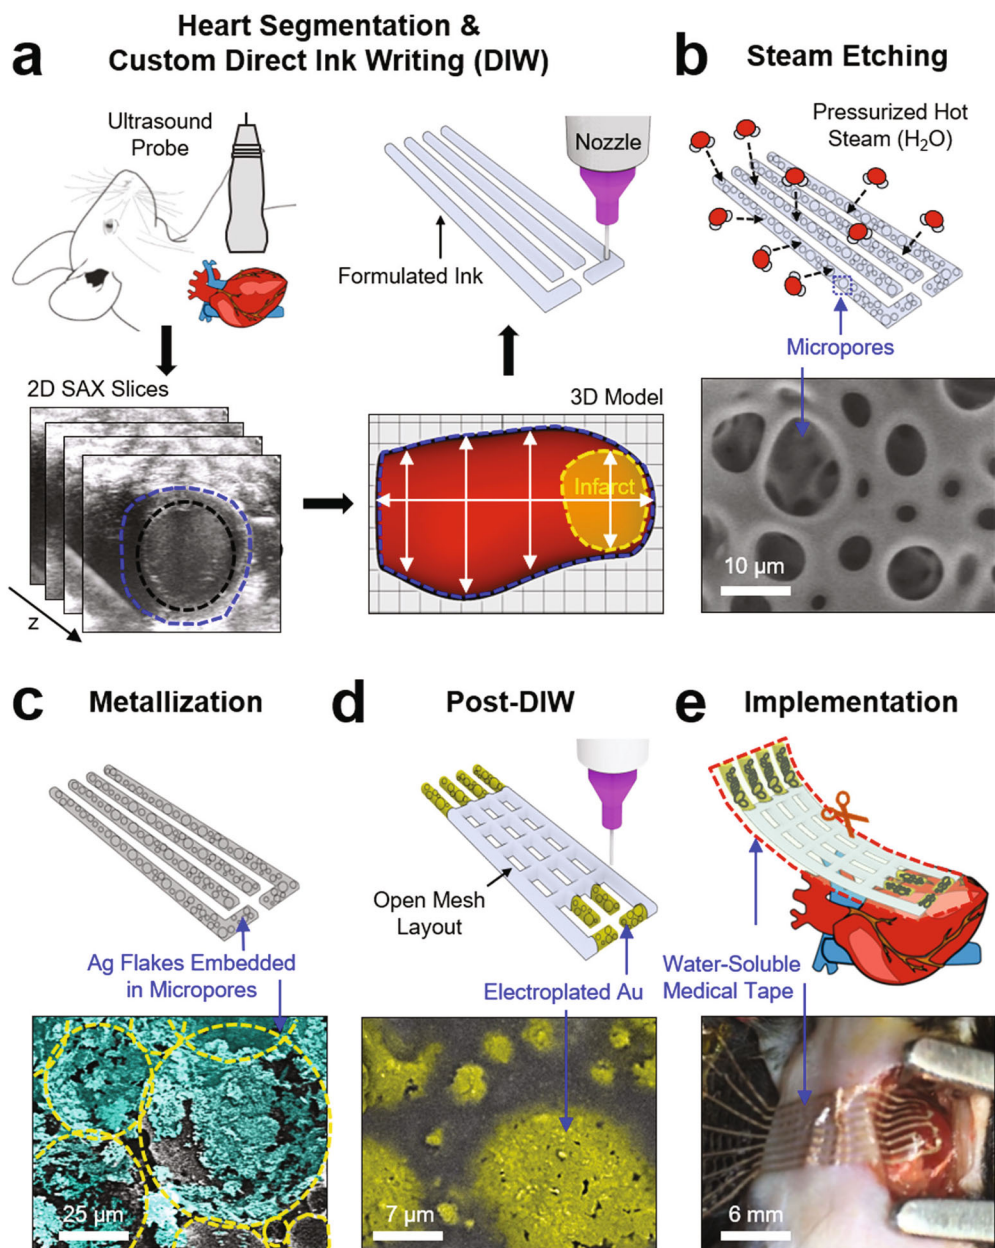 a
Heart Segmentation &
Custom Direct Ink Writing (DIW)
Ultrasound
Probe
Nozzle
Formulated Ink
2D SAX Slices
z
3D Model
Infarct
b
Steam Etching
Pressurized Hot
Steam (H₂O)
Micropores
10 µm
c
Metallization
Ag Flakes Embedded
in Micropores
25 µm
d
Post-DIW
Open Mesh
Layout
Electroplated Au
7 µm
e
Implementation
Water-Soluble
Medical Tape
6 mm